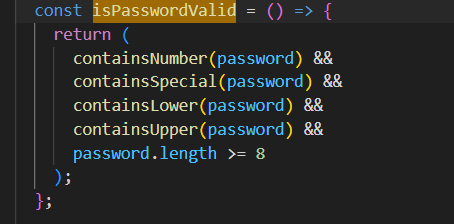 const isPasswordValid = () => {
return (
containsNumber(password) &&
containsSpecial(password) &&
containsLower(password) &&
containsUpper(password) &&
password.length >= 8
);
};